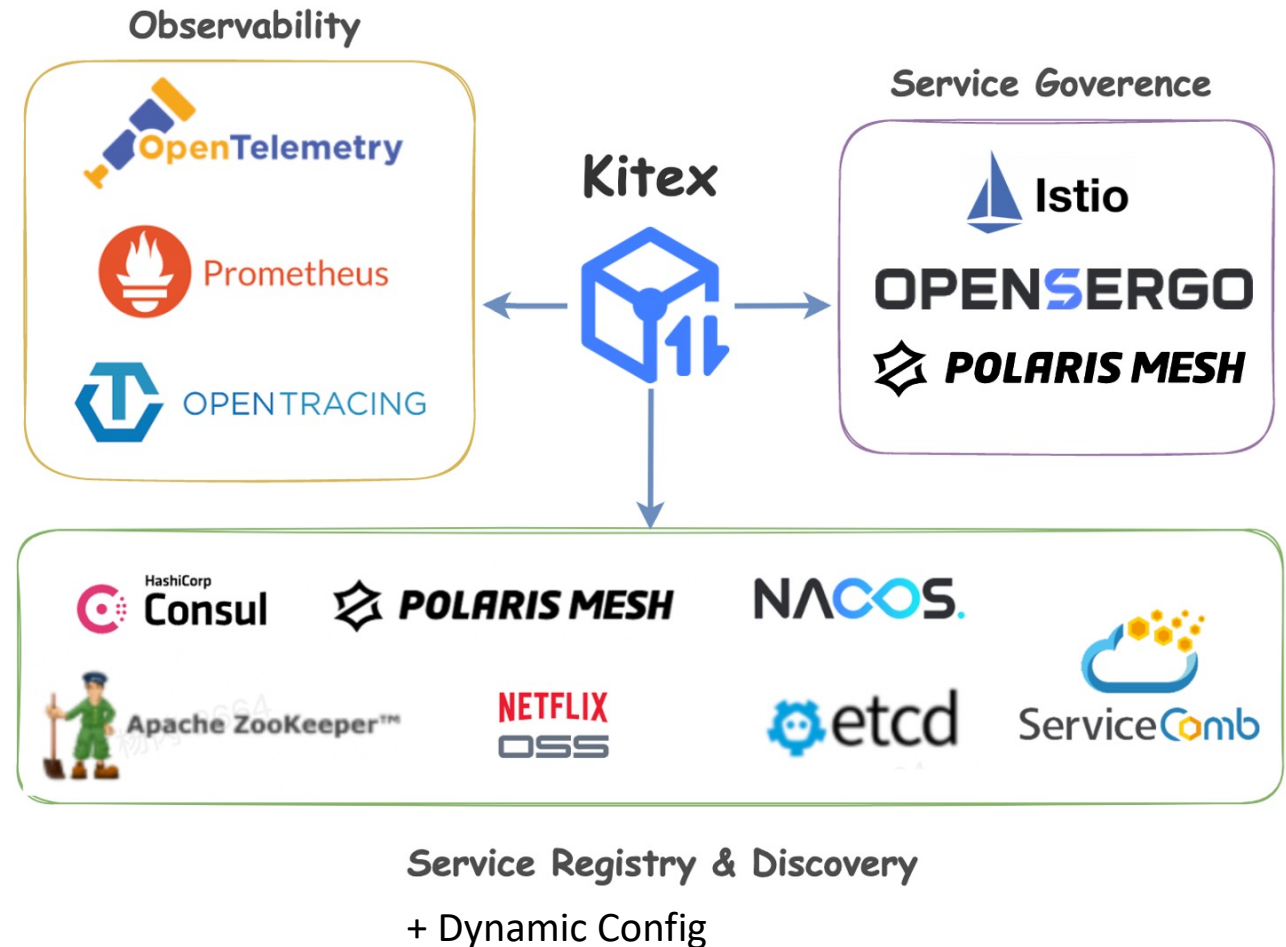 Observability
OpenTelemetry
Prometheus
OPENTRACING
Kitex
Service Goverence
Istio
OPENSERGO
POLARIS MESH
HashiCorp
Consul
POLARIS MESH
NACOS.
Apache ZooKeeper™
NETFLIX
OSS
etcd
ServiceComb
Service Registry & Discovery
+ Dynamic Config